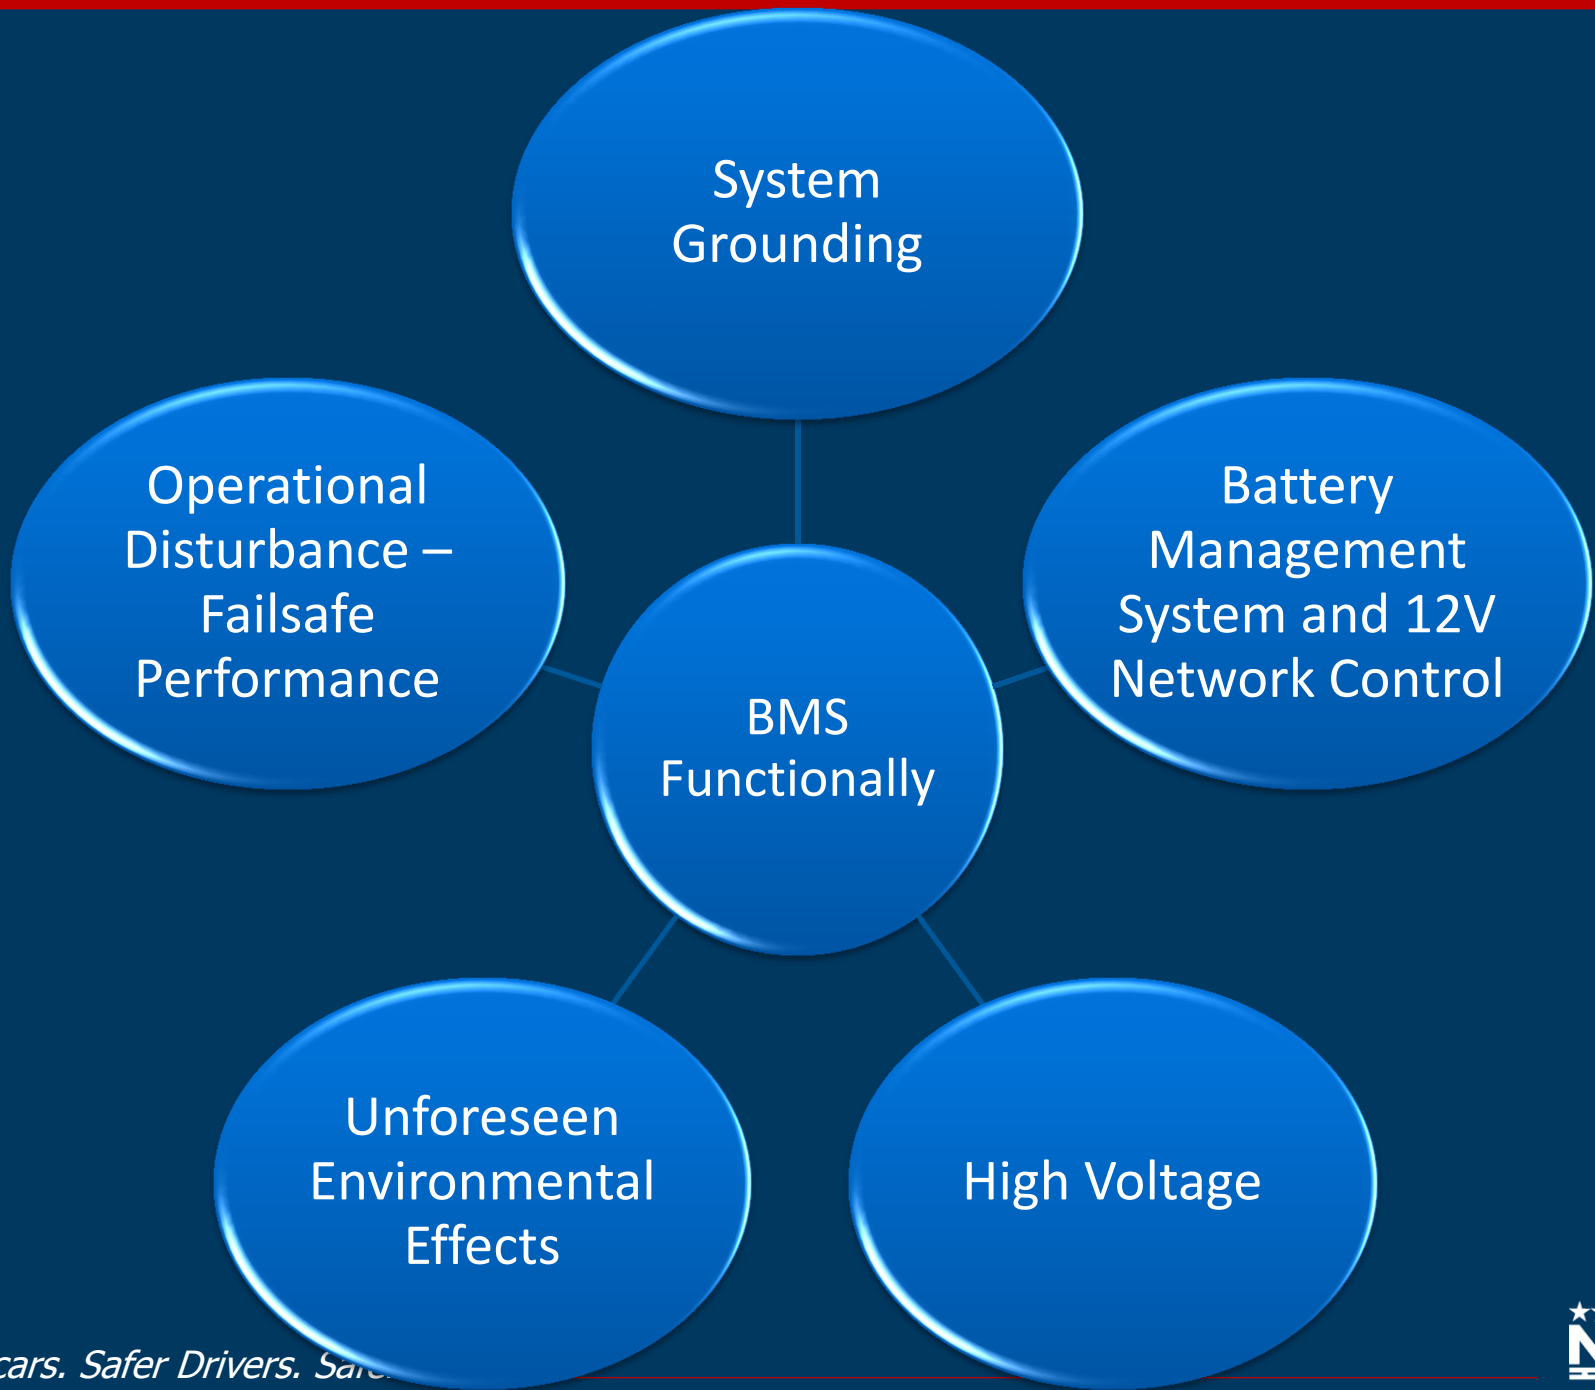 System
Grounding
Operational
Disturbance –
Failsafe
Performance
Battery
Management
System and 12V
Network Control
BMS
Functionally
Unforeseen
Environmental
Effects
High Voltage
cars. Safer Drivers.